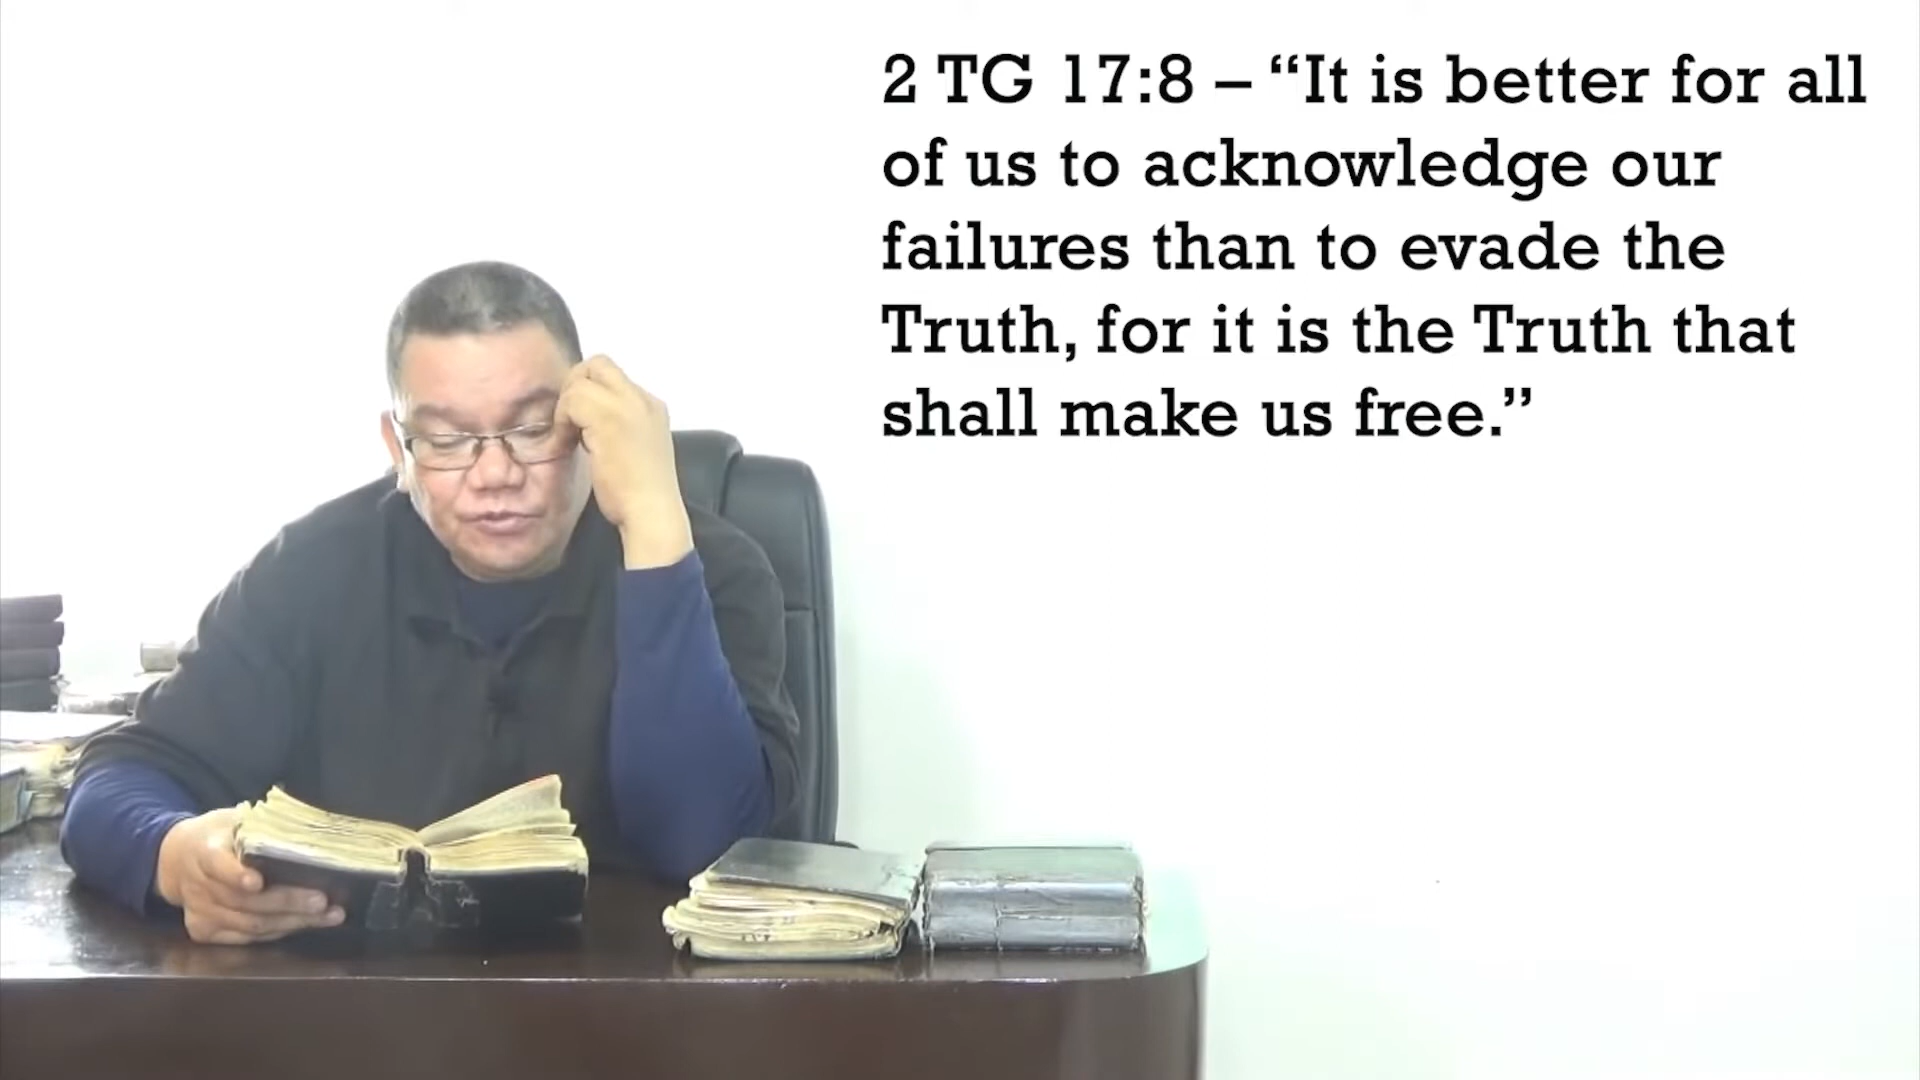 2 TG 17:8 – “It is better for all
of us to acknowledge our
failures than to evade the
Truth, for it is the Truth that
shall make us free.”